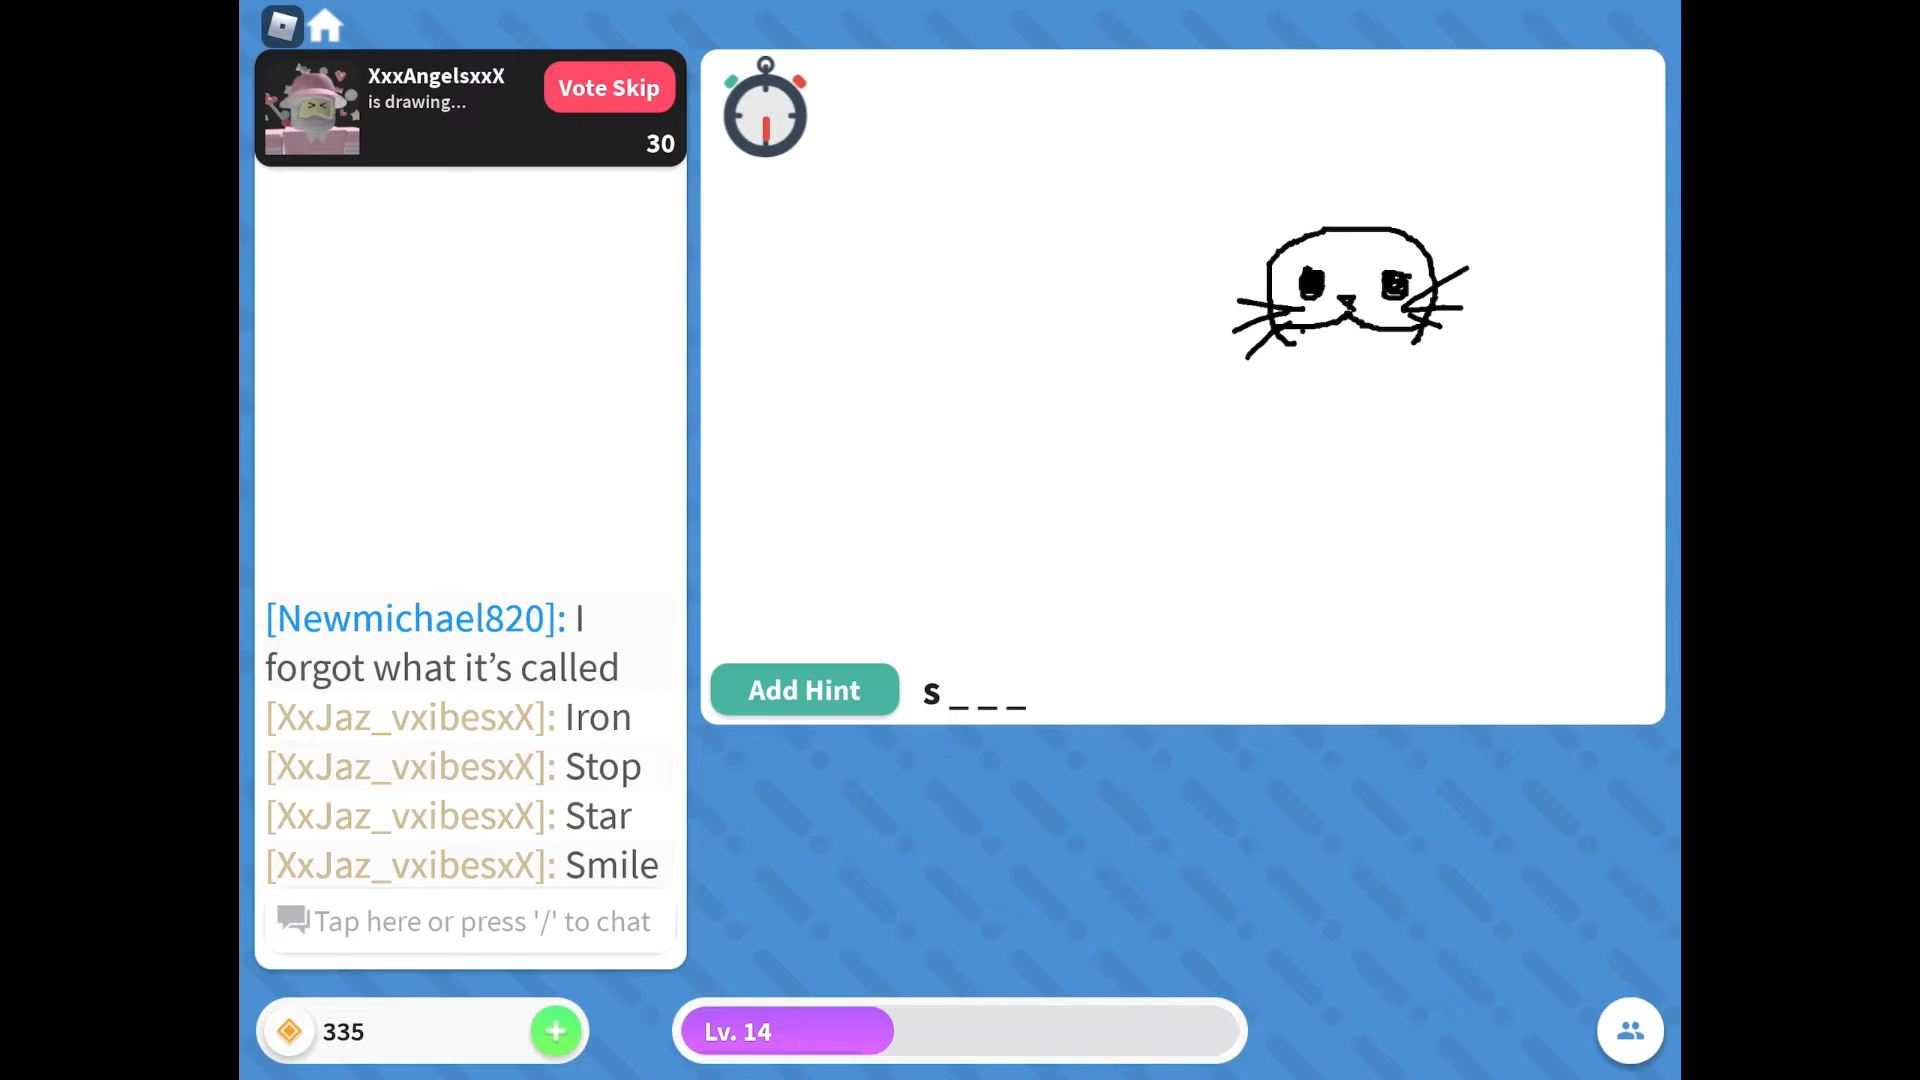 XxxAngelsxxX
is drawing...
Vote Skip
30
[Newmichael820]: I
forgot what it’s called
[XxJaz_vxibesxX]: Iron
[XxJaz_vxibesxX]: Stop
[XxJaz_vxibesxX]: Star
[XxJaz_vxibesxX]: Smile
Tap here or press '/' to chat
Add Hint
s _ _ _
335
Lv. 14